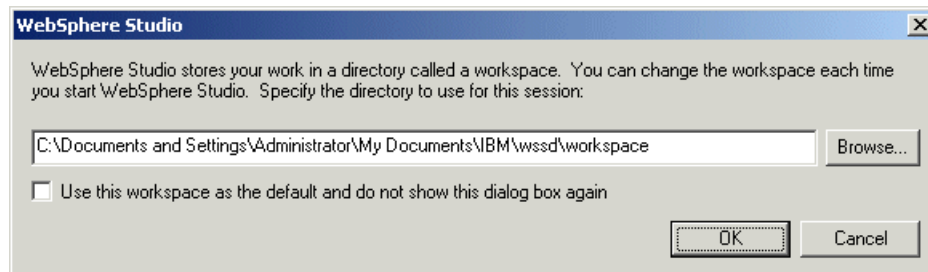 WebSphere Studio
WebSphere Studio stores your work in a directory called a workspace.  You can change the workspace each time
you start WebSphere Studio.  Specify the directory to use for this session:
C:\Documents and Settings\Administrator\My Documents\IBM\wssd\workspace
Browse...
Use this workspace as the default and do not show this dialog box again
OK
Cancel